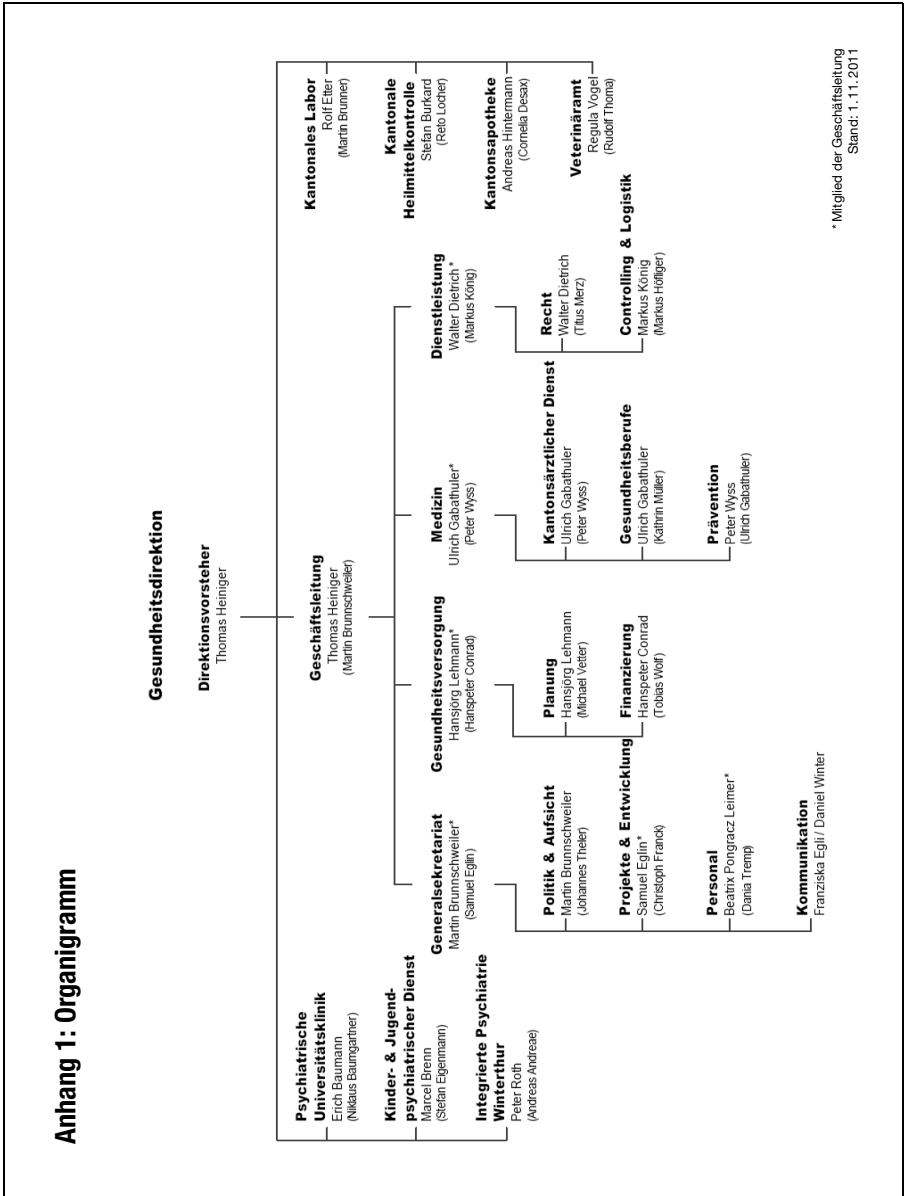 Anhang 1: Organigramm
Gesundheitsdirektion
Direktionsvorsteher
Thomas Heiniger
Geschäftsleitung
Thomas Heiniger
(Martin Brunnschweiler)
Psychiatrische
Universitätsklinik
Erich Baumann
(Niklaus Baumgartner)
Kinder- & Jugend-
psychiatrischer Dienst
Marcel Brenn
(Stefan Eigenmann)
Integrierte Psychiatrie
Winterthur
Peter Roth
(Andreas Andreae)
Generalsekretariat
Martin Brunnschweiler*
(Samuel Eglin)
Politik & Aufsicht
Martin Brunnschweiler
(Johannes Theler)
Projekte & Entwicklung
Samuel Eglin*
(Christoph Franck)
Personal
Beatrix Pongracz Leimer*
(Dania Tremp)
Kommunikation
Franziska Egli / Daniel Winter
Gesundheitsversorgung
Hansjörg Lehmann*
(Hanspeter Conrad)
Planung
Hansjörg Lehmann
(Michael Vetter)
Finanzierung
Hanspeter Conrad
(Tobias Wolf)
Medizin
Ulrich Gabathuler*
(Peter Wyss)
Kantonsärztlicher Dienst
Ulrich Gabathuler
(Peter Wyss)
Gesundheitsberufe
Ulrich Gabathuler
(Kathrin Müller)
Prävention
Peter Wyss
(Ulrich Gabathuler)
Dienstleistung
Walter Dietrich *
(Markus König)
Recht
Walter Dietrich
(Titus Merz)
Controlling & Logistik
Markus König
(Markus Höfliger)
Kantonales Labor
Rolf Etter
(Martin Brunner)
Kantonale
Heilmittelkontrolle
Stefan Burkard
(Reto Locher)
Kantonsapotheke
Andreas Hintermann
(Cornelia Desax)
Veterinäramt
Regula Vogel
(Rudolf Thoma)
*Mitglied der Geschäftsleitung
Stand: 1.11.2011